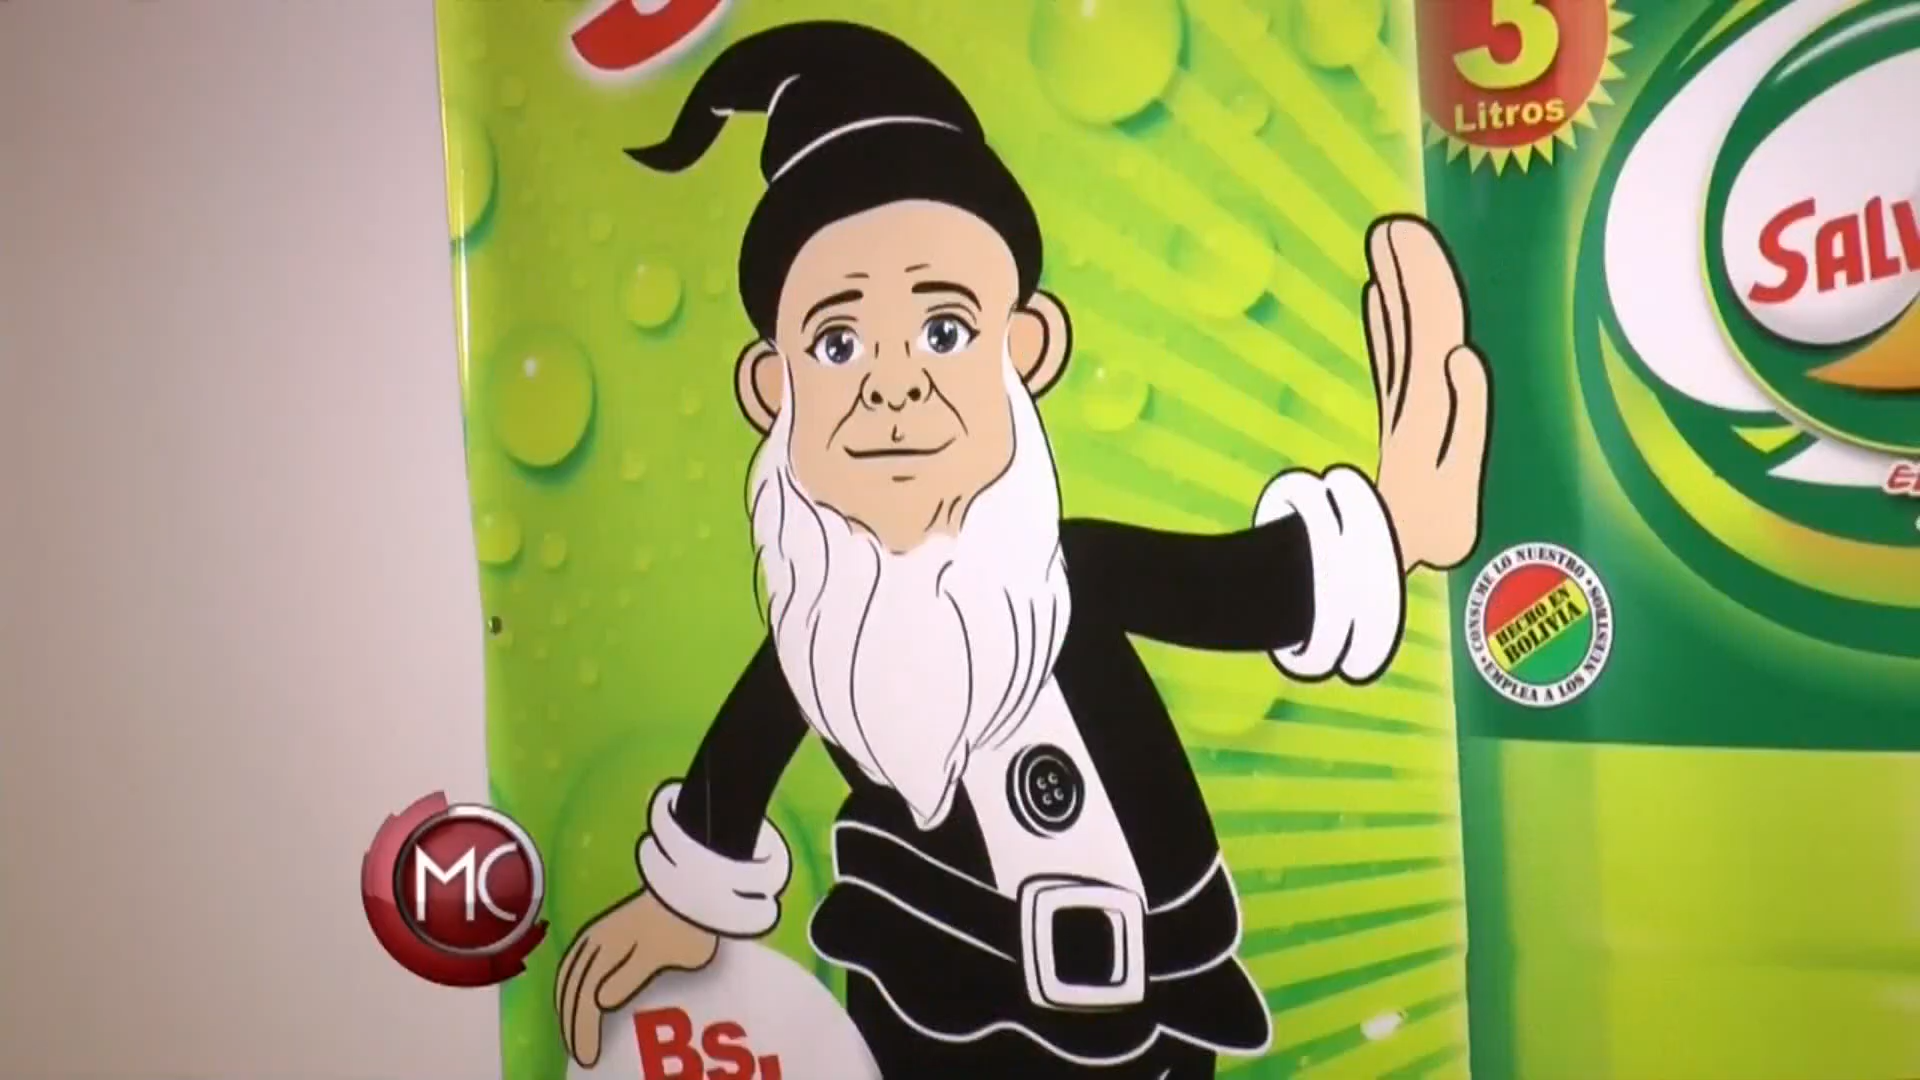 3
Litros
SALV
CONSUME LO NUESTRO • EMPLEA A LOS NUESTROS •
HECHO EN
BOLIVIA
MC
Bs.